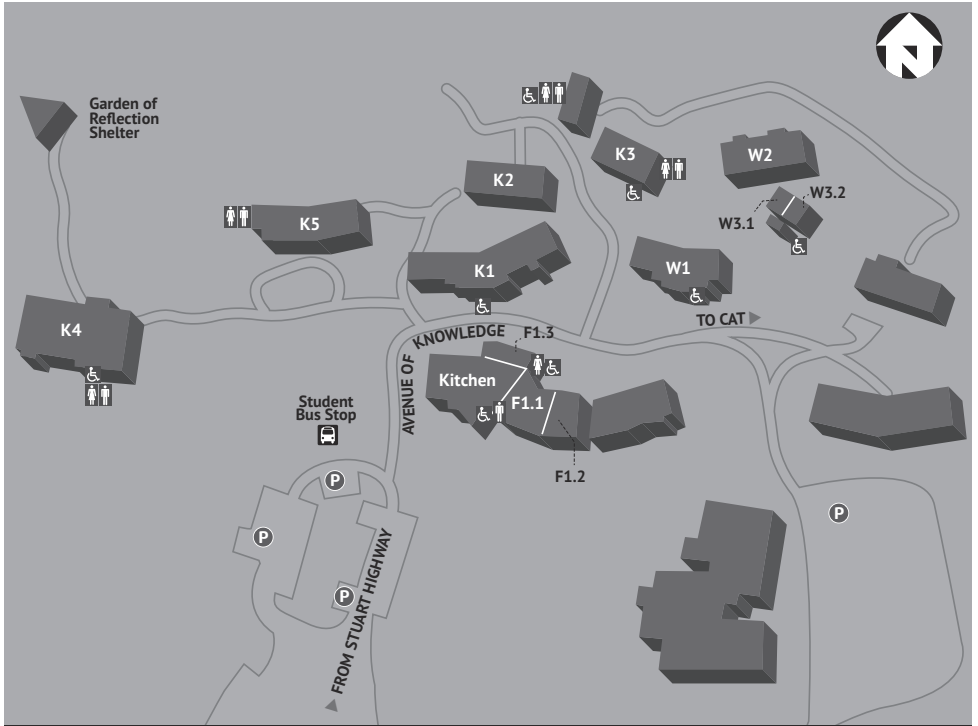 N
Garden of
Reflection
Shelter
K3
W2
K2
W3.2
W3.1
K5
K1
W1
K4
TO CAT
AVENUE OF KNOWLEDGE
F1.3
Kitchen
F1.1
F1.2
Student
Bus Stop
P
P
P
P
FROM STUART HIGHWAY